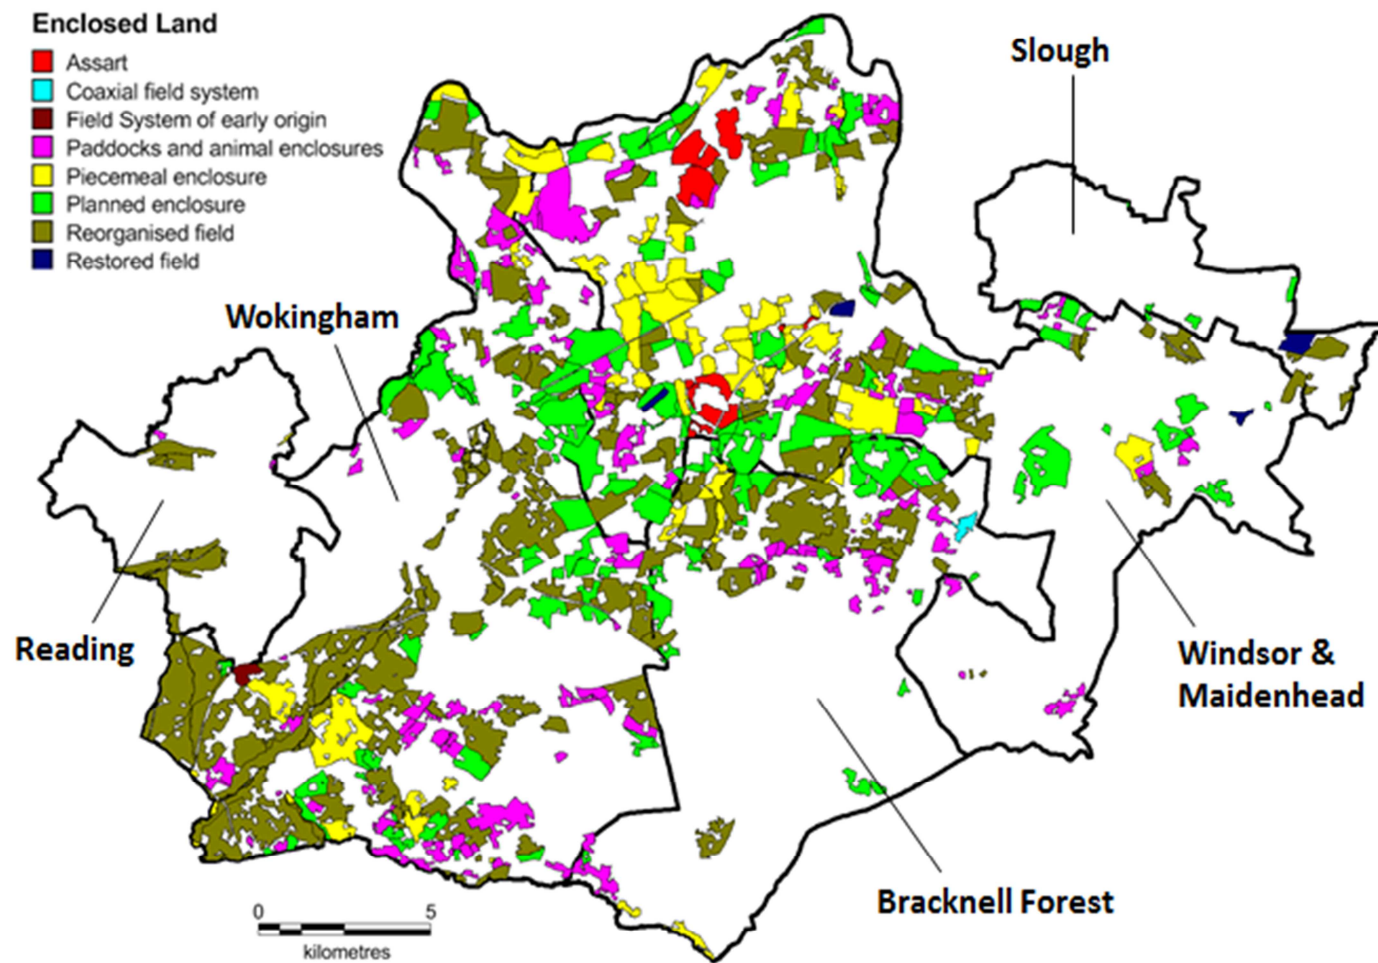 Enclosed Land
Assart
Coaxial field system
Field System of early origin
Paddocks and animal enclosures
Piecemeal enclosure
Planned enclosure
Reorganised field
Restored field
Slough
Wokingham
Reading
Windsor &
Maidenhead
Bracknell Forest
0 5
kilometres